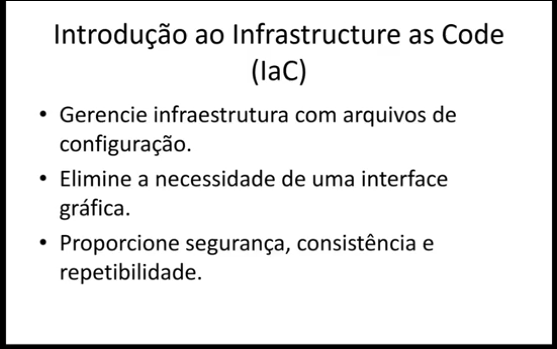 Introdução ao Infrastructure as Code
(IaC)
• Gerencie infraestrutura com arquivos de
configuração.
• Elimine a necessidade de uma interface
gráfica.
• Proporcione segurança, consistência e
repetibilidade.